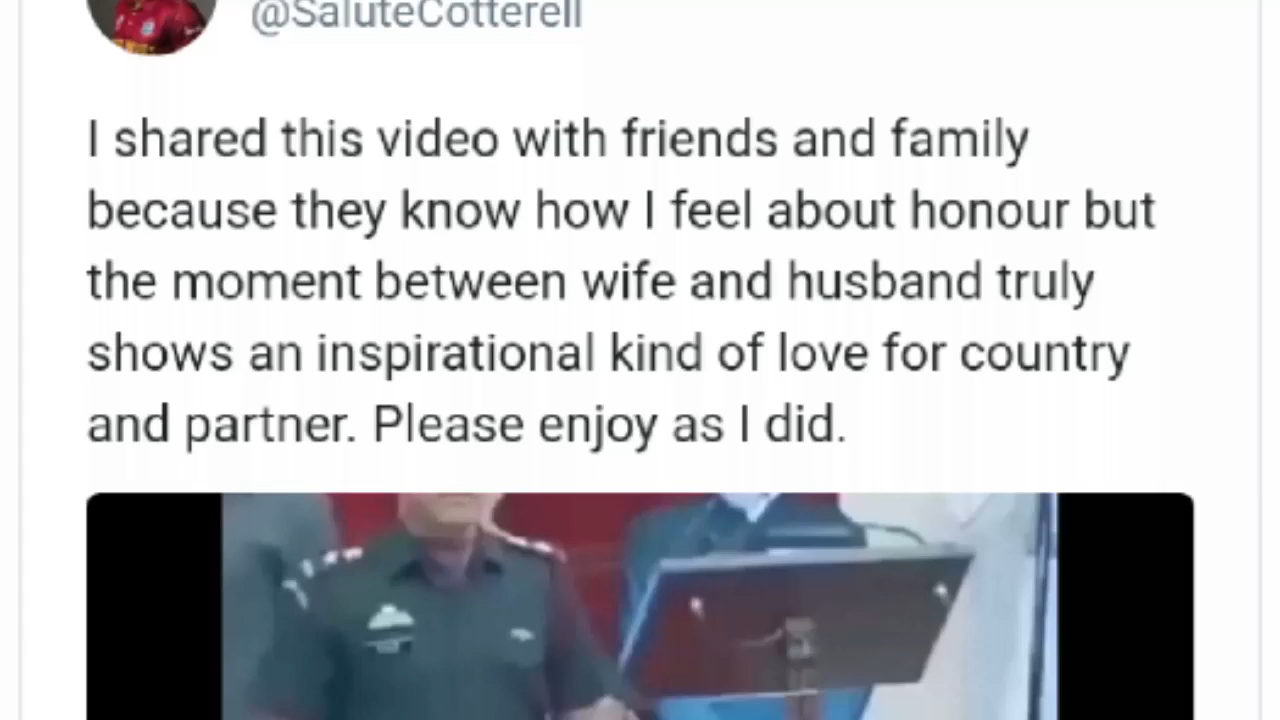 @SaluteCotterell
I shared this video with friends and family
because they know how I feel about honour but
the moment between wife and husband truly
shows an inspirational kind of love for country
and partner. Please enjoy as I did.